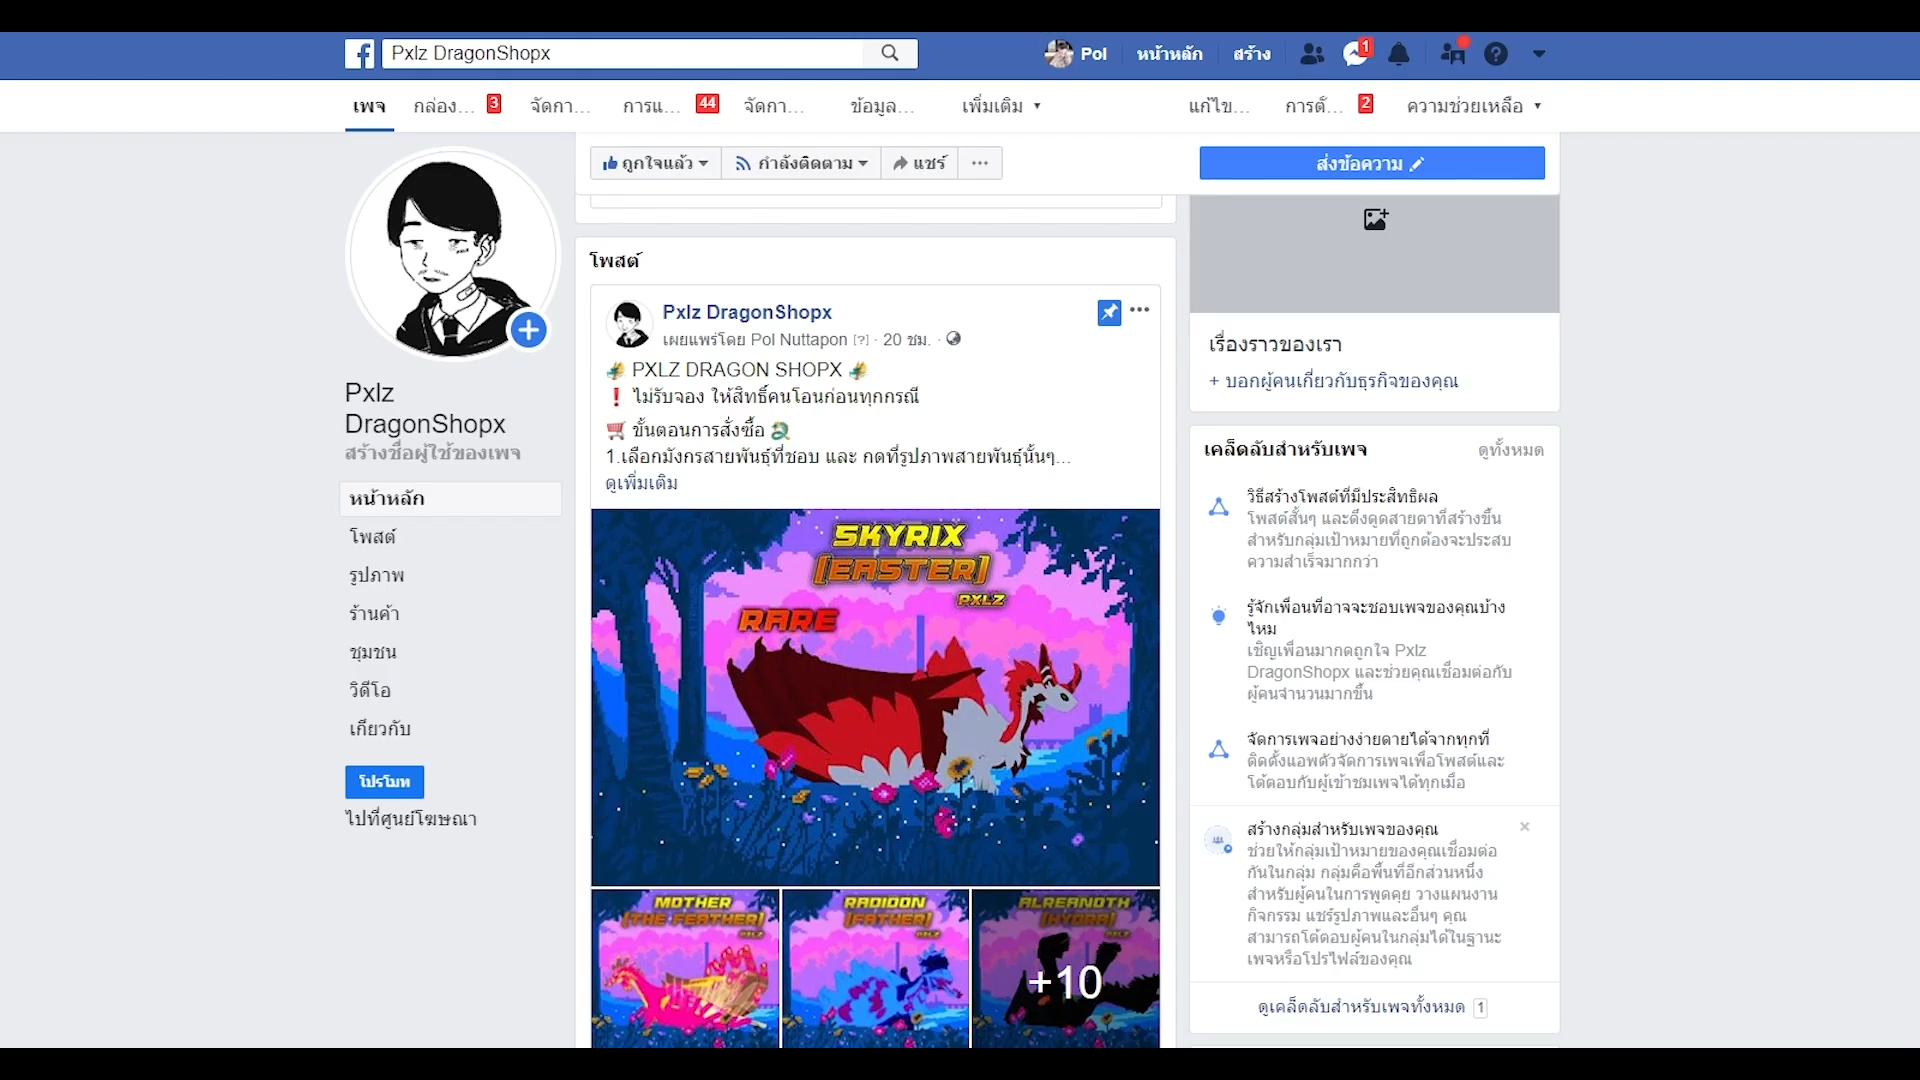 Pxlz DragonShopx
Pol
หน้าหลัก
สร้าง
1
เพจ
กล่อง...
3
จัดกา...
การแ...
44
จัดกา...
ข้อมูล...
เพิ่มเติม
แก้ไข...
การตั้...
2
ความช่วยเหลือ
ถูกใจแล้ว
กำลังติดตาม
แชร์
ส่งข้อความ
Pxlz
DragonShopx
สร้างชื่อผู้ใช้ของเพจ
หน้าหลัก
โพสต์
รูปภาพ
ร้านค้า
ชุมชน
วิดีโอ
เกี่ยวกับ
โปรโมท
ไปที่ศูนย์โฆษณา
โพสต์
Pxlz DragonShopx
เผยแพร่โดย Pol Nuttapon [?] · 20 ชม. ·
PXLZ DRAGON SHOPX
❗ ไม่รับจอง ให้สิทธิ์คนโอนก่อนทุกกรณี
ขั้นตอนการสั่งซื้อ
1.เลือกมังกรสายพันธุ์ที่ชอบ และ กดที่รูปภาพสายพันธุ์นั้นๆ...
ดูเพิ่มเติม
SKYRIX
[EASTER]
PXLZ
RARE
MOTHER
[THE FEATHER]
PXLZ
RADIDON
[FATHER]
PXLZ
ALREANOTH
[HYDRA]
PXLZ
+10
เรื่องราวของเรา
+ บอกผู้คนเกี่ยวกับธุรกิจของคุณ
เคล็ดลับสำหรับเพจ
ดูทั้งหมด
วิธีสร้างโพสต์ที่มีประสิทธิผล
โพสต์สั้นๆ และดึงดูดสายตาที่สร้างขึ้น
สำหรับกลุ่มเป้าหมายที่ถูกต้องจะประสบ
ความสำเร็จมากกว่า
รู้จักเพื่อนที่อาจจะชอบเพจของคุณบ้าง
ไหม
เชิญเพื่อนมากดถูกใจ Pxlz
DragonShopx และช่วยคุณเชื่อมต่อกับ
ผู้คนจำนวนมากขึ้น
จัดการเพจอย่างง่ายดายได้จากทุกที่
ติดตั้งแอพตัวจัดการเพจเพื่อโพสต์และ
โต้ตอบกับผู้เข้าชมเพจได้ทุกเมื่อ
สร้างกลุ่มสำหรับเพจของคุณ
ช่วยให้กลุ่มเป้าหมายของคุณเชื่อมต่อ
กันในกลุ่ม กลุ่มคือพื้นที่อีกส่วนหนึ่ง
สำหรับผู้คนในการพูดคุย วางแผนงาน
กิจกรรม แชร์รูปภาพและอื่นๆ คุณ
สามารถโต้ตอบผู้คนในกลุ่มได้ในฐานะ
เพจหรือโปรไฟล์ของคุณ
ดูเคล็ดลับสำหรับเพจทั้งหมด 1